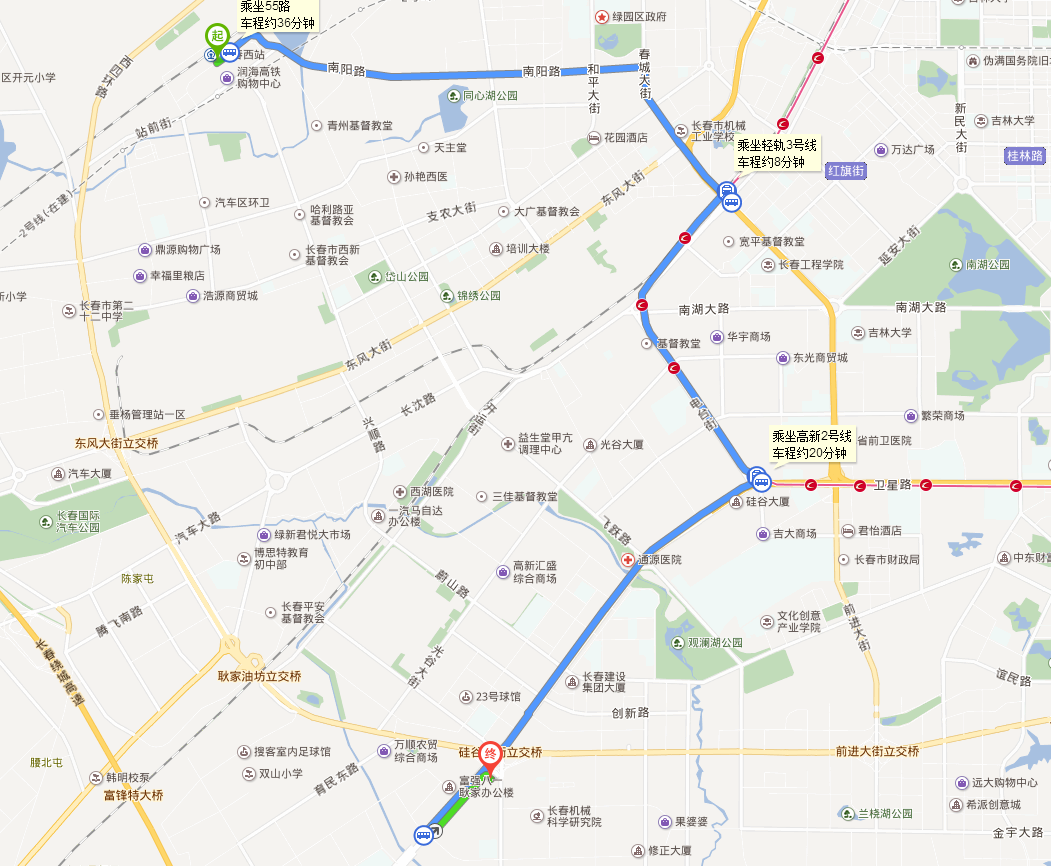 乘坐55路
车程约36分钟
起
春西站
润海高铁
购物中心
区开元小学
西四环路
站前街
2号线(在建)
南阳路
南阳路
绿园区政府
春城大街
和平大街
伪满国务院旧
新民大街
吉林大学
桂林路
同心湖公园
青州基督教堂
花园酒店
长春市机械
工业学校
乘坐轻轨3号线
车程约8分钟
万达广场
红旗街
天主堂
孙艳西医
东风大街
汽车区环卫
哈利路亚
基督教会
支农大街
大广基督教会
宽平基督教堂
延安大街
鼎源购物广场
长春市西新
基督教会
培训大楼
长春工程学院
南湖公园
幸福里粮店
岱山公园
浩源商贸城
锦绣公园
新小学
长春市第二
十二中学
南湖大路
南湖大路
吉林大学
华宇商场
基督教堂
东光商贸城
东风大街
长沈路
开运街
电台街
垂杨管理站一区
兴顺路
繁荣商场
东风大街立交桥
益生堂甲亢
调理中心
光谷大厦
乘坐高新2号线
车程约20分钟
省前卫医院
汽车大厦
西湖医院
三佳基督教堂
卫星路
硅谷大厦
长春国际
汽车公园
汽车大路
一汽马自达
办公楼
飞跃路
绿新君悦大市场
吉大商场
君怡酒店
博思特教育
初中部
通源医院
长春市财政局
中东财富
陈家屯
高新汇盛
综合商场
蔚山路
腾飞南路
长春平安
基督教会
文化创意
产业学院
前进大街
长春绕城高速
观澜湖公园
光谷大街
耿家油坊立交桥
长春建设
集团大厦
谊民路
23号球馆
创新路
搜客室内足球馆
万顺农贸
综合商场
硅谷
街立交桥
终
前进大街立交桥
腰北屯
双山小学
韩明校泵
富强八一
耿家办公楼
远大购物中心
富锋特大桥
育民东路
希派创意城
长春机械
科学研究院
果婆婆
兰桡湖公园
金宇大路
修正大厦